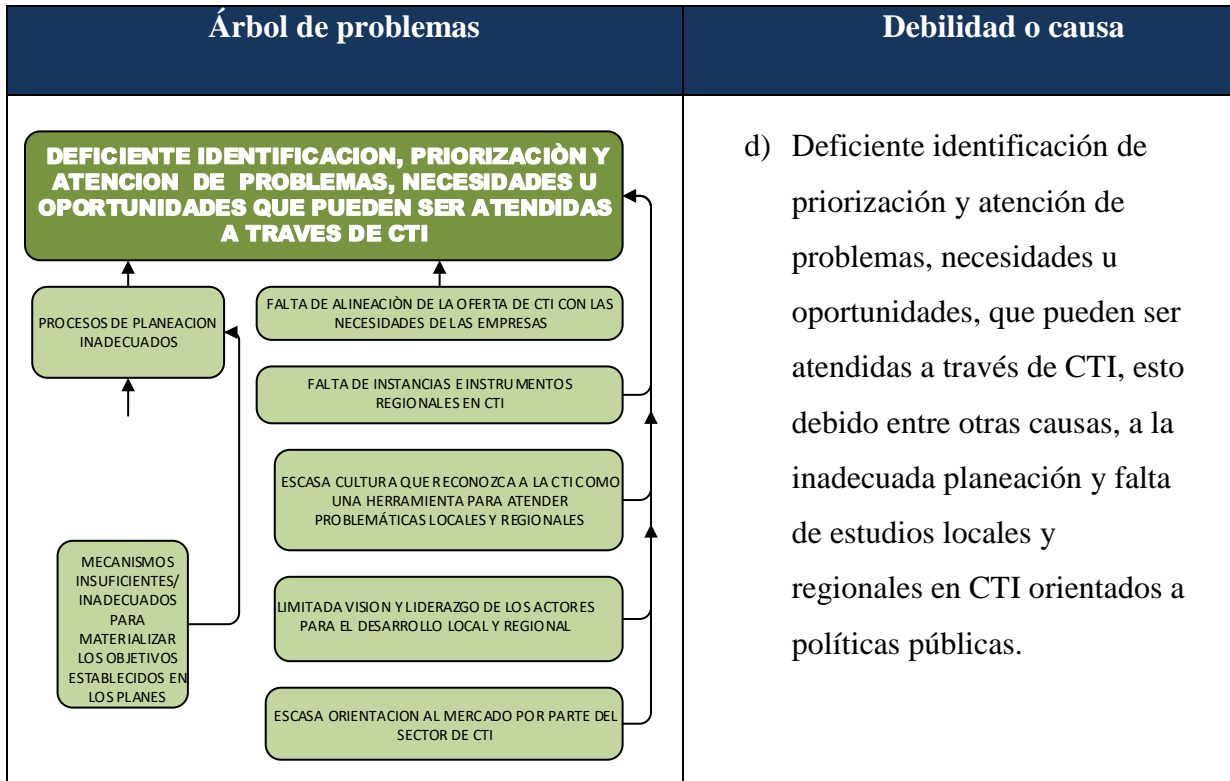 Árbol de problemas
Debilidad o causa
DEFICIENTE IDENTIFICACION, PRIORIZACIÒN Y
ATENCION DE PROBLEMAS, NECESIDADES U
OPORTUNIDADES QUE PUEDEN SER ATENDIDAS
A TRAVES DE CTI
PROCESOS DE PLANEACION
INADECUADOS
FALTA DE ALINEACIÒN DE LA OFERTA DE CTI CON LAS
NECESIDADES DE LAS EMPRESAS
FALTA DE INSTANCIAS E INSTRUMENTOS
REGIONALES EN CTI
ESCASA CULTURA QUE RECONOZCA A LA CTI COMO
UNA HERRAMIENTA PARA ATENDER
PROBLEMÁTICAS LOCALES Y REGIONALES
MECANISMOS
INSUFICIENTES/
INADECUADOS
PARA
MATERIALIZAR
LOS OBJETIVOS
ESTABLECIDOS EN
LOS PLANES
LIMITADA VISION Y LIDERAZGO DE LOS ACTORES
PARA EL DESARROLLO LOCAL Y REGIONAL
ESCASA ORIENTACION AL MERCADO POR PARTE DEL
SECTOR DE CTI
d) Deficiente identificación de
priorización y atención de
problemas, necesidades u
oportunidades, que pueden ser
atendidas a través de CTI, esto
debido entre otras causas, a la
inadecuada planeación y falta
de estudios locales y
regionales en CTI orientados a
políticas públicas.